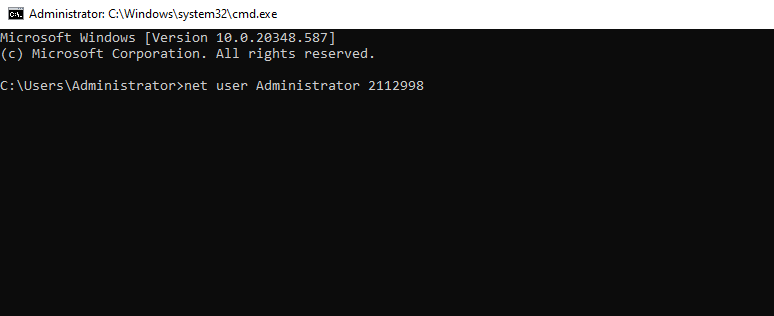 Administrator: C:\Windows\system32\cmd.exe
Microsoft Windows [Version 10.0.20348.587]
(c) Microsoft Corporation. All rights reserved.
C:\Users\Administrator>net user Administrator 2112998